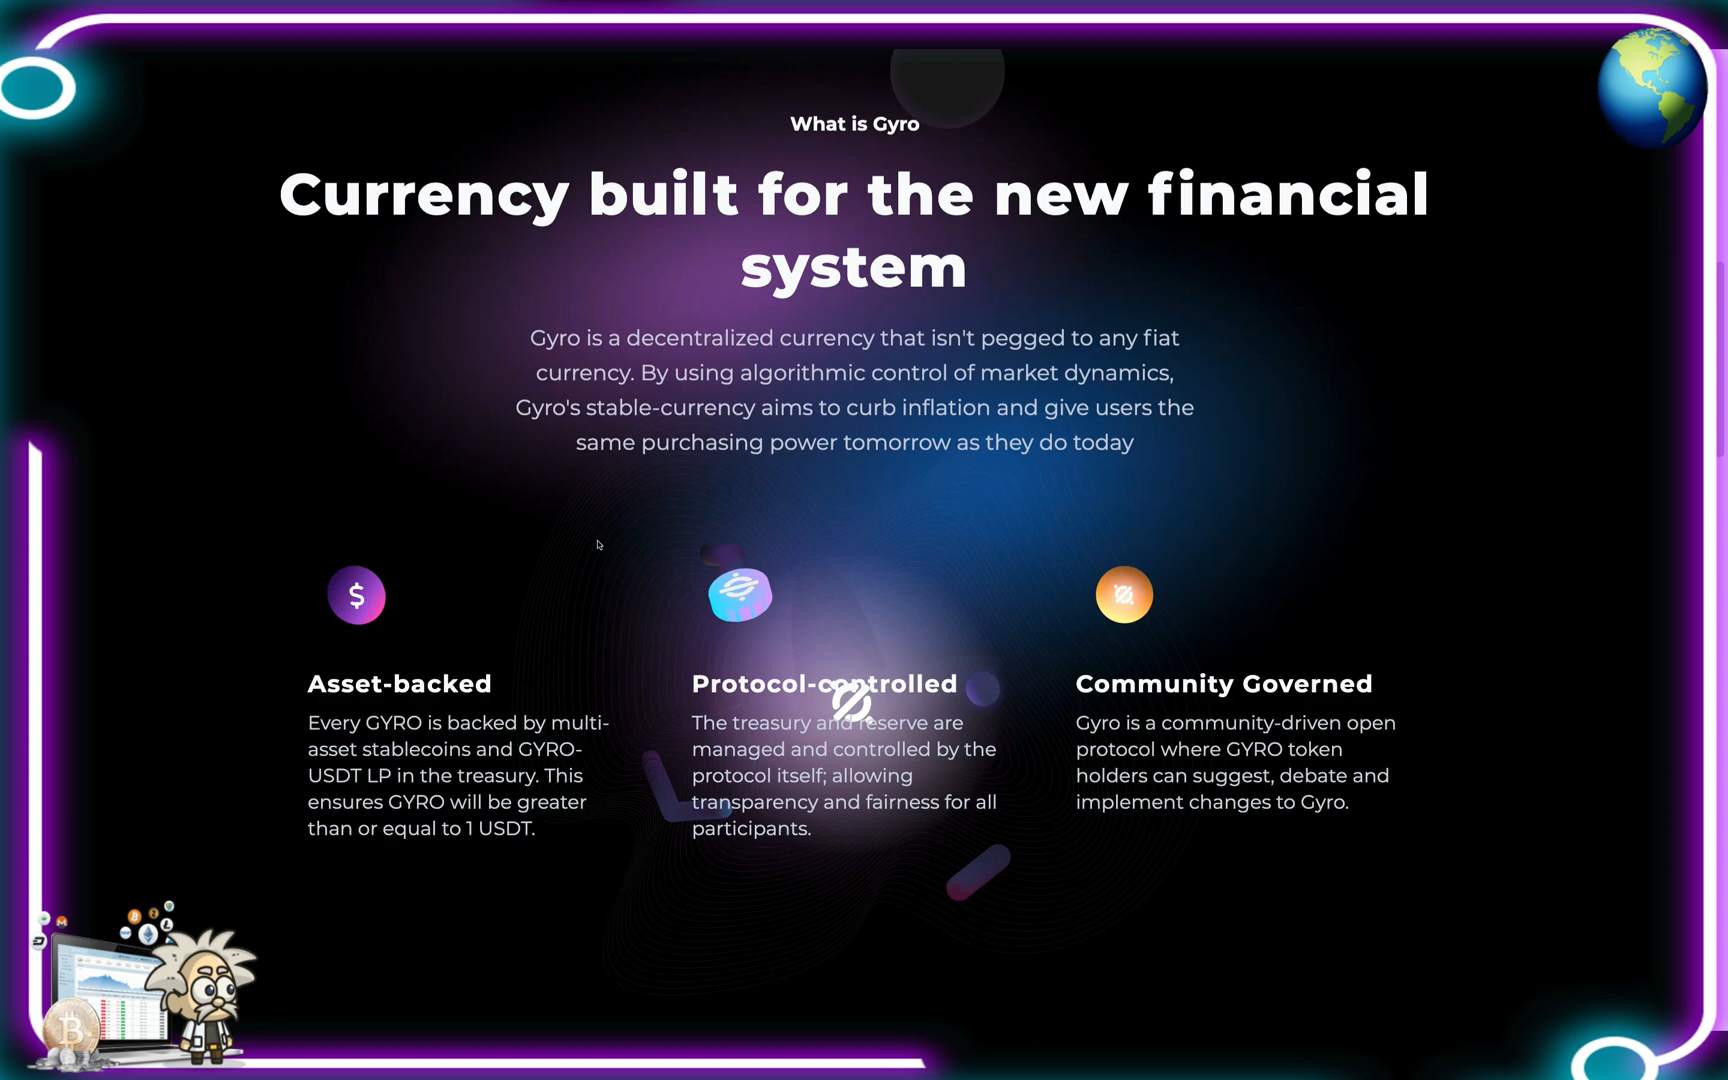 What is Gyro
Currency built for the new financial
system
Gyro is a decentralized currency that isn't pegged to any fiat
currency. By using algorithmic control of market dynamics,
Gyro's stable-currency aims to curb inflation and give users the
same purchasing power tomorrow as they do today
Asset-backed
Every GYRO is backed by multi-
asset stablecoins and GYRO-
USDT LP in the treasury. This
ensures GYRO will be greater
than or equal to 1 USDT.
Protocol-controlled
The treasury and reserve are
managed and controlled by the
protocol itself; allowing
transparency and fairness for all
participants.
Community Governed
Gyro is a community-driven open
protocol where GYRO token
holders can suggest, debate and
implement changes to Gyro.